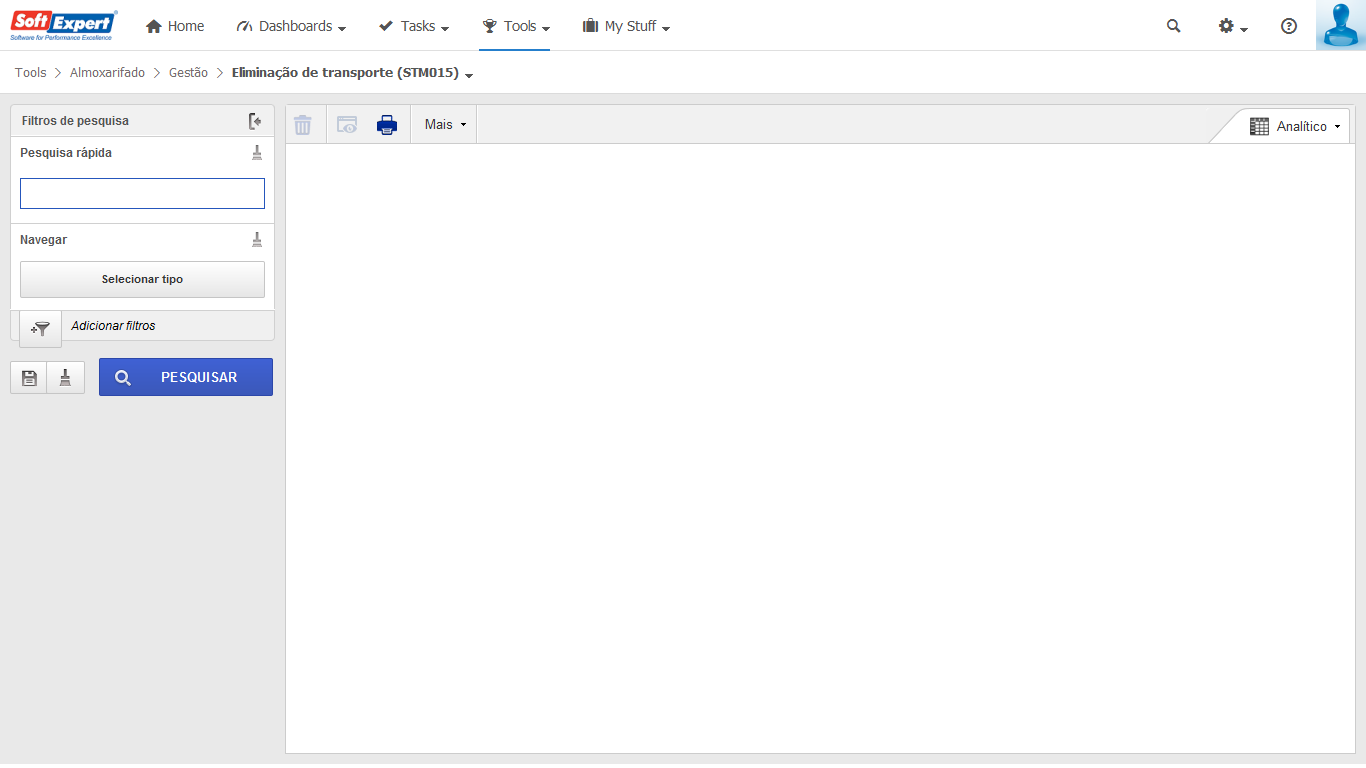 SoftExpert®
Software for Performance Excellence
Home Dashboards Tasks Tools My Stuff
Tools > Almoxarifado > Gestão > Eliminação de transporte (STM015)
Filtros de pesquisa
Pesquisa rápida
Navegar
Selecionar tipo
Adicionar filtros
PESQUISAR
Mais
Analítico